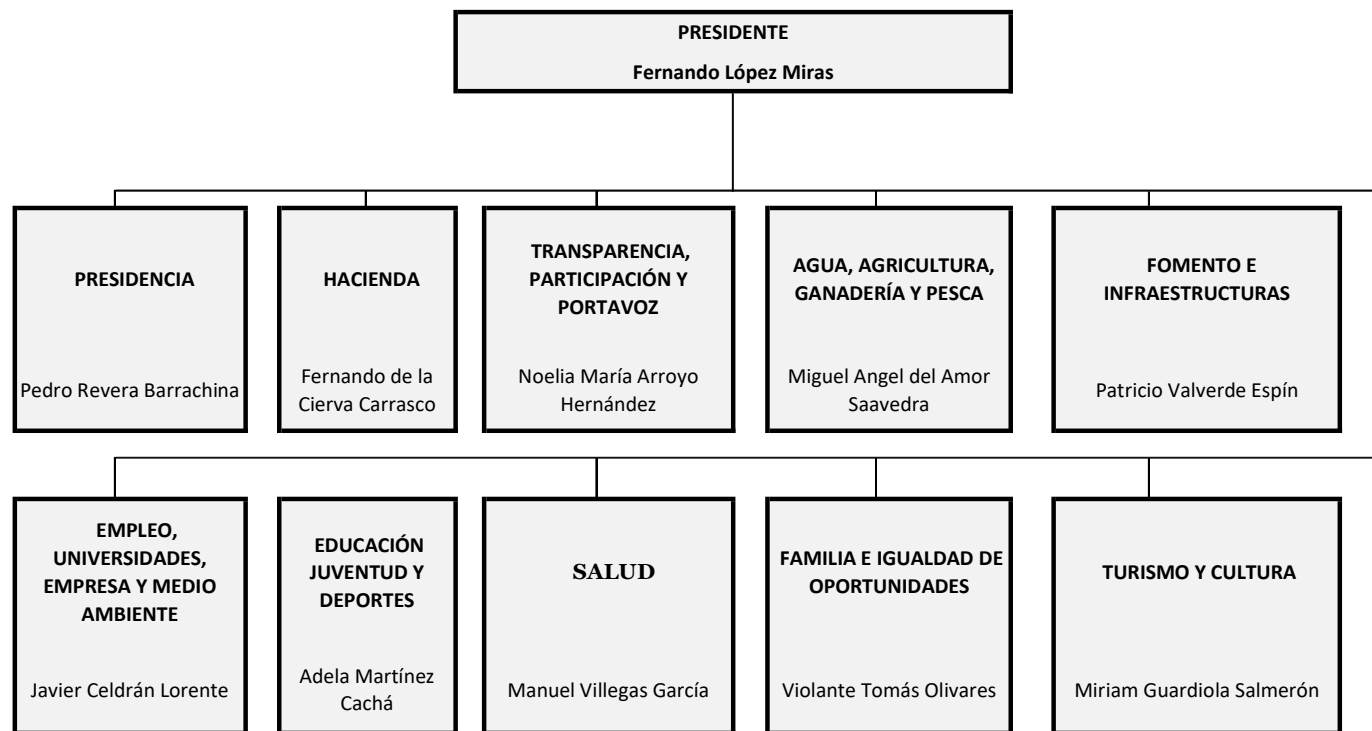 PRESIDENTE
Fernando López Miras
PRESIDENCIA
Pedro Revera Barrachina
HACIENDA
Fernando de la
Cierva Carrasco
TRANSPARENCIA,
PARTICIPACIÓN Y
PORTAVOZ
Noelia María Arroyo
Hernández
AGUA, AGRICULTURA,
GANADERÍA Y PESCA
Miguel Angel del Amor
Saavedra
FOMENTO E
INFRAESTRUCTURAS
Patricio Valverde Espín
EMPLEO,
UNIVERSIDADES,
EMPRESA Y MEDIO
AMBIENTE
Javier Celdrán Lorente
EDUCACIÓN
JUVENTUD Y
DEPORTES
Adela Martínez
Cachá
SALUD
Manuel Villegas García
FAMILIA E IGUALDAD DE
OPORTUNIDADES
Violante Tomás Olivares
TURISMO Y CULTURA
Miriam Guardiola Salmerón